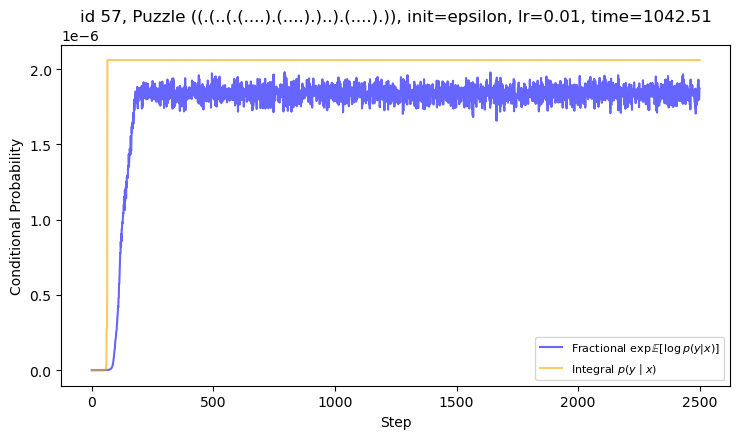 id 57, Puzzle ((.(..(.(....).(....).)..).(....).)), init=epsilon, lr=0.01, time=1042.51
1e−6
2.0
1.5
1.0
0.5
0.0
Conditional Probability
Fractional exp𝔼[log p(y|x)]
Integral p(y | x)
0 500 1000 1500 2000 2500
Step